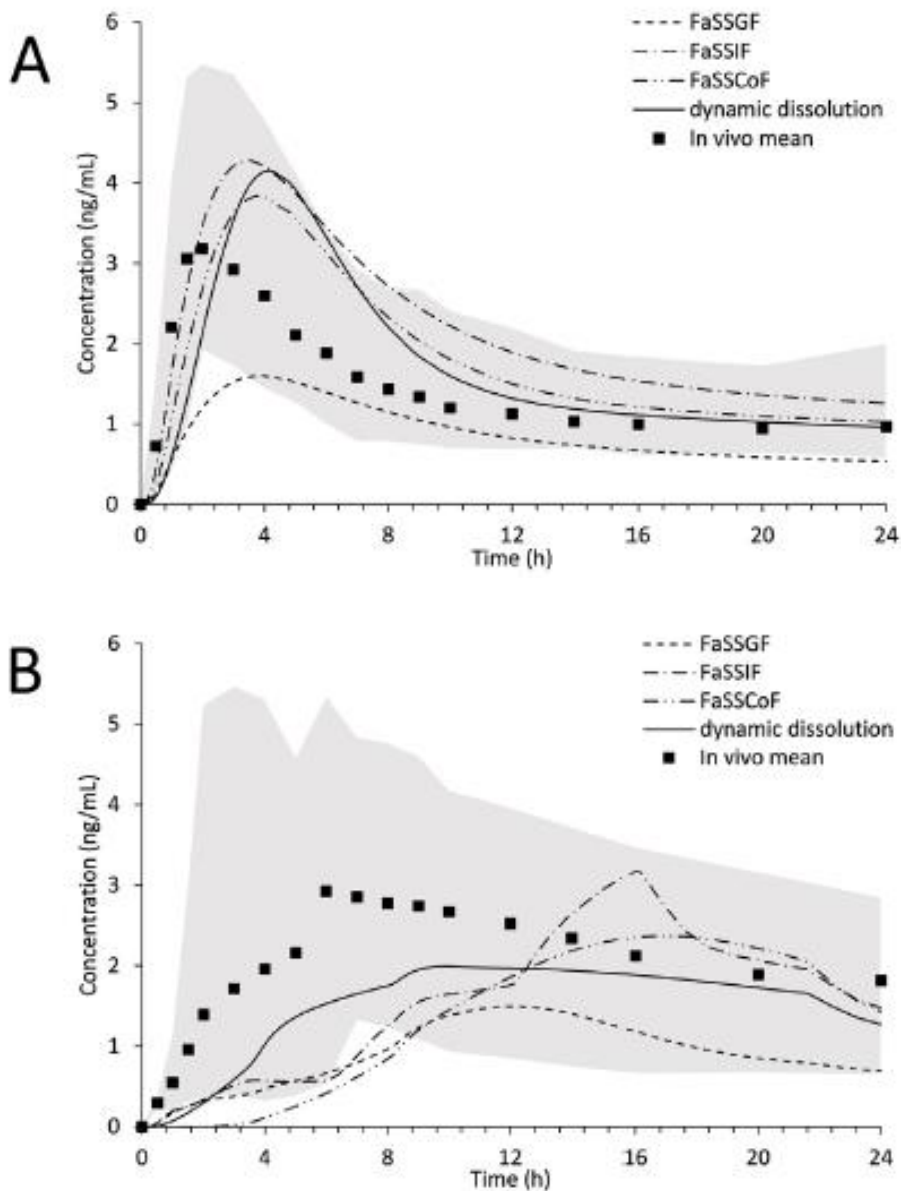 A
6
5
4
3
2
1
0
Concentration (ng/mL)
0 4 8 12 16 20 24
Time (h)
FaSSGF
FaSSIF
FaSSCoF
dynamic dissolution
In vivo mean
B
6
5
4
3
2
1
0
Concentration (ng/mL)
0 4 8 12 16 20 24
Time (h)
FaSSGF
FaSSIF
FaSSCoF
dynamic dissolution
In vivo mean